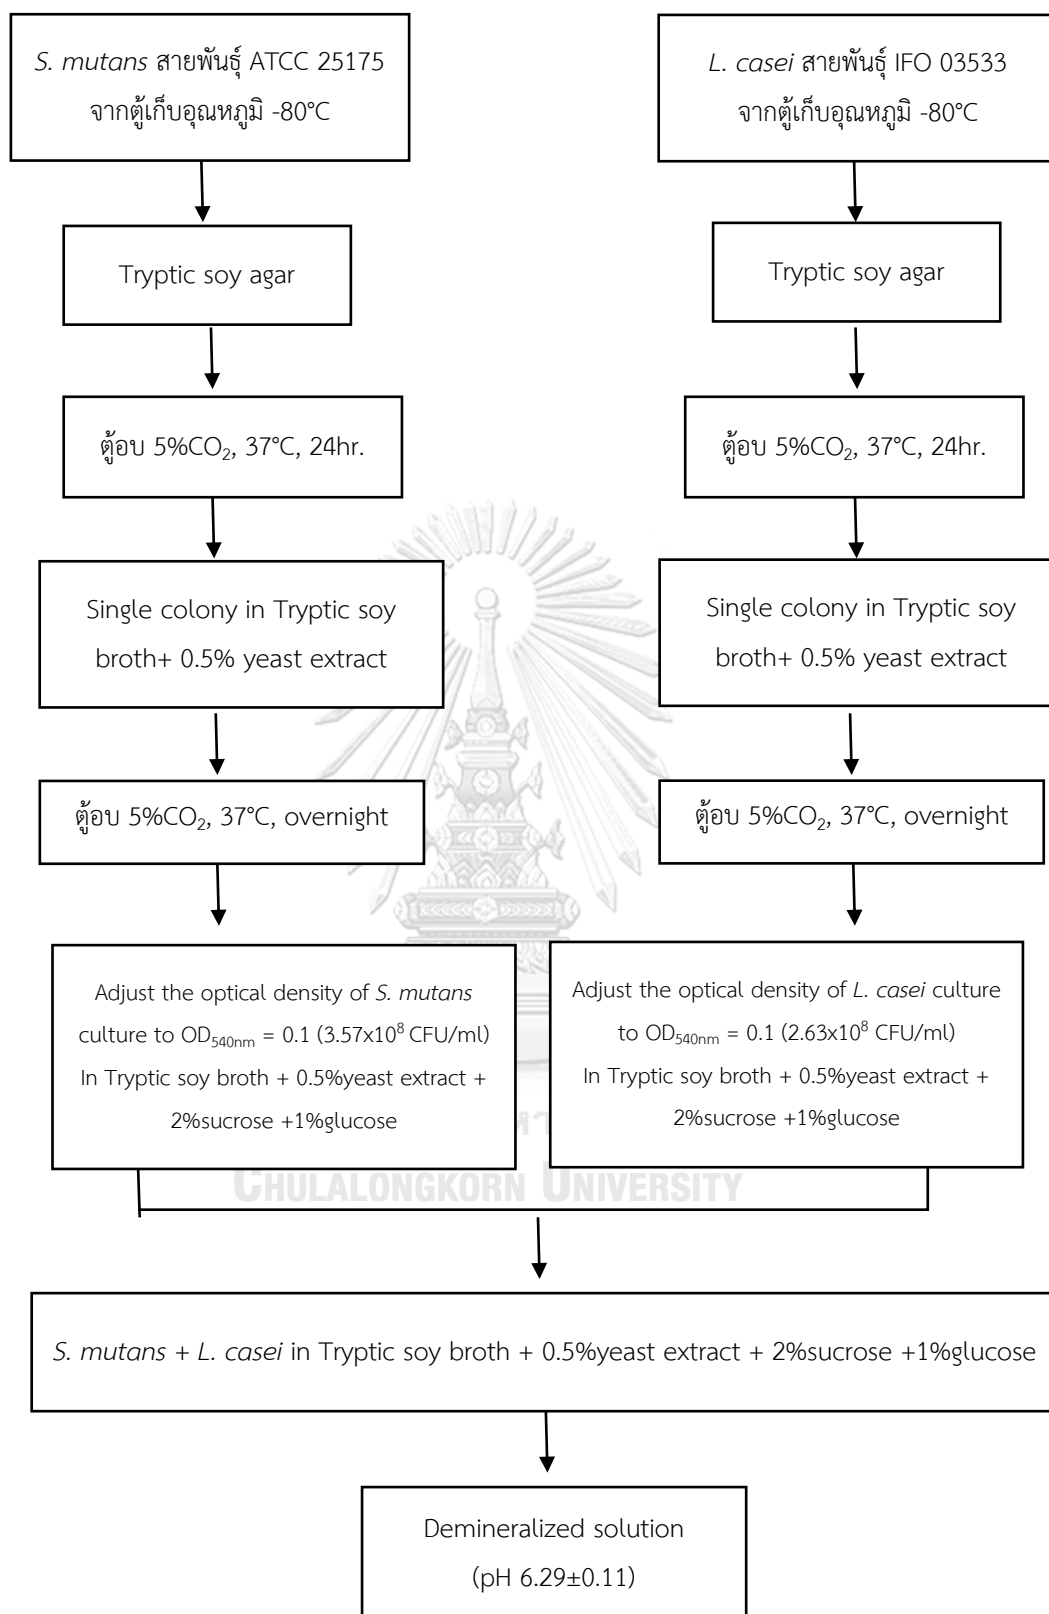 S. mutans สายพันธุ์ ATCC 25175
จากตู้เก็บอุณหภูมิ -80°C
L. casei สายพันธุ์ IFO 03533
จากตู้เก็บอุณหภูมิ -80°C
Tryptic soy agar
Tryptic soy agar
ตู้อบ 5%CO₂, 37°C, 24hr.
ตู้อบ 5%CO₂, 37°C, 24hr.
Single colony in Tryptic soy
broth+ 0.5% yeast extract
Single colony in Tryptic soy
broth+ 0.5% yeast extract
ตู้อบ 5%CO₂, 37°C, overnight
ตู้อบ 5%CO₂, 37°C, overnight
Adjust the optical density of S. mutans
culture to OD₅₄₀ₙₘ = 0.1 (3.57x10⁸ CFU/ml)
In Tryptic soy broth + 0.5%yeast extract +
2%sucrose +1%glucose
Adjust the optical density of L. casei culture
to OD₅₄₀ₙₘ = 0.1 (2.63x10⁸ CFU/ml)
In Tryptic soy broth + 0.5%yeast extract +
2%sucrose +1%glucose
CHULALONGKORN UNIVERSITY
S. mutans + L. casei in Tryptic soy broth + 0.5%yeast extract + 2%sucrose +1%glucose
Demineralized solution
(pH 6.29±0.11)